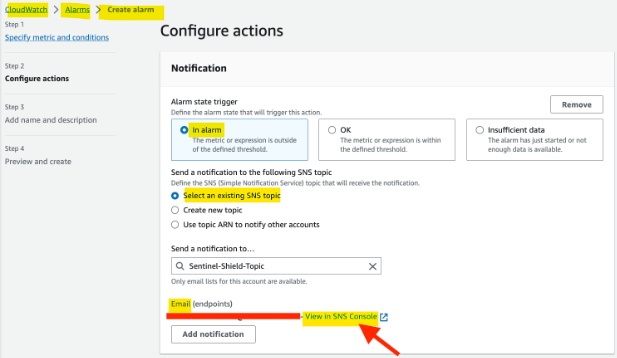 CloudWatch > Alarms > Create alarm
Step 1
Specify metric and conditions
Step 2
Configure actions
Step 3
Add name and description
Step 4
Preview and create
Configure actions
Notification
Alarm state trigger
Define the alarm state that will trigger this action.
Remove
In alarm
The metric or expression is outside
of the defined threshold.
OK
The metric or expression is within
the defined threshold.
Insufficient data
The alarm has just started or not
enough data is available.
Send a notification to the following SNS topic
Define the SNS (Simple Notification Service) topic that will receive the notification.
Select an existing SNS topic
Create new topic
Use topic ARN to notify other accounts
Send a notification to...
Sentinel-Shield-Topic
Only email lists for this account are available.
Email (endpoints)
- View in SNS Console
Add notification